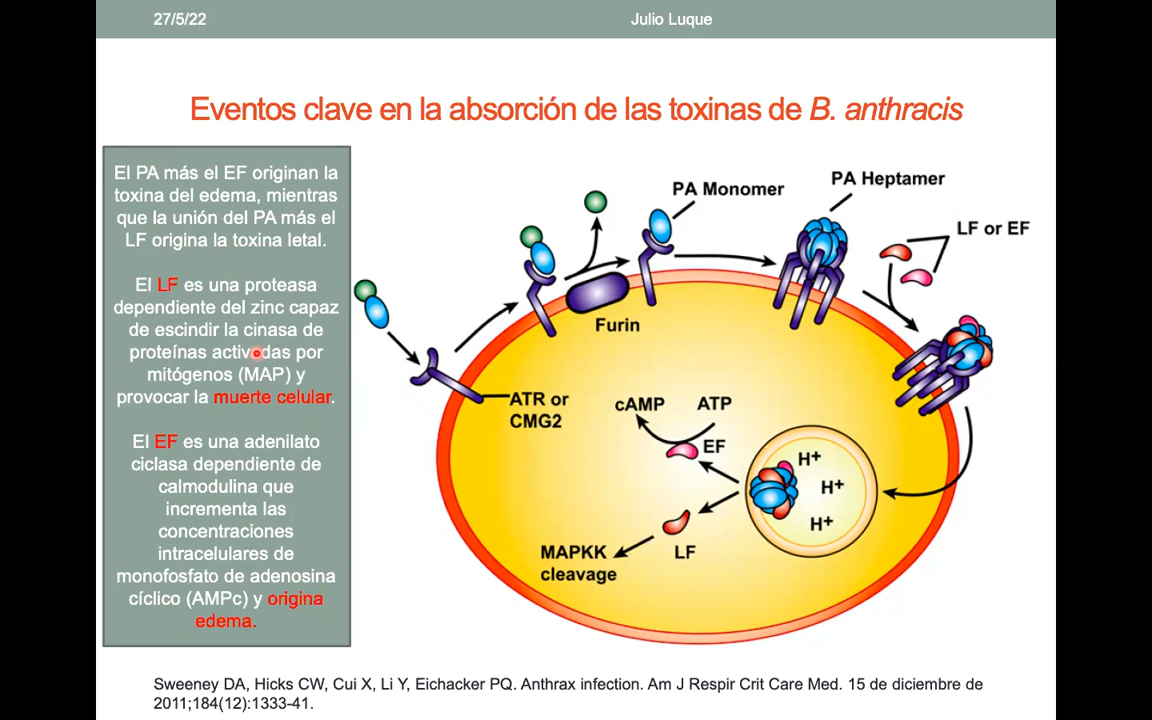 27/5/22
Julio Luque
Eventos clave en la absorción de las toxinas de B. anthracis
El PA más el EF originan la
toxina del edema, mientras
que la unión del PA más el
LF origina la toxina letal.
El LF es una proteasa
dependiente del zinc capaz
de escindir la cinasa de
proteínas activadas por
mitógenos (MAP) y
provocar la muerte celular.
El EF es una adenilato
ciclasa dependiente de
calmodulina que
incrementa las
concentraciones
intracelulares de
monofosfato de adenosina
cíclico (AMPc) y origina
edema.
PA Monomer
PA Heptamer
LF or EF
Furin
ATR or
CMG2
cAMP
ATP
EF
H+
H+
H+
LF
MAPKK
cleavage
Sweeney DA, Hicks CW, Cui X, Li Y, Eichacker PQ. Anthrax infection. Am J Respir Crit Care Med. 15 de diciembre de
2011;184(12):1333-41.